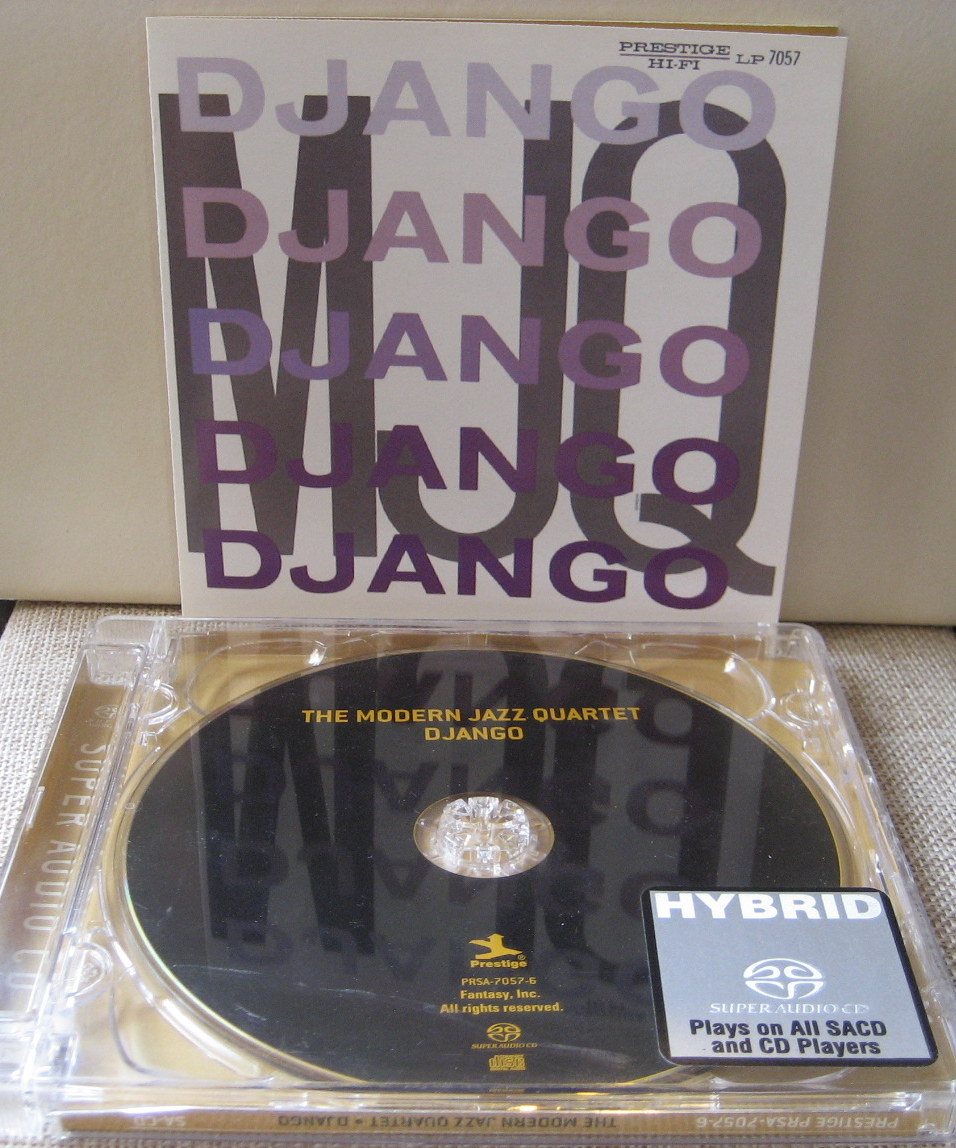 PRESTIGE
HI-FI
LP 7057
DJANGO
DJANGO
DJANGO
DJANGO
DJANGO
MJQ
THE MODERN JAZZ QUARTET
DJANGO
Prestige®
PRSA-7057-6
Fantasy, Inc.
All rights reserved.
SUPER AUDIO CD
HYBRID
SUPER AUDIO CD
Plays on All SACD
and CD Players
SUPER AUDIO CD
PRESTIGE PRSA-7057-6
THE MODERN JAZZ QUARTET • DJANGO
SA-CD